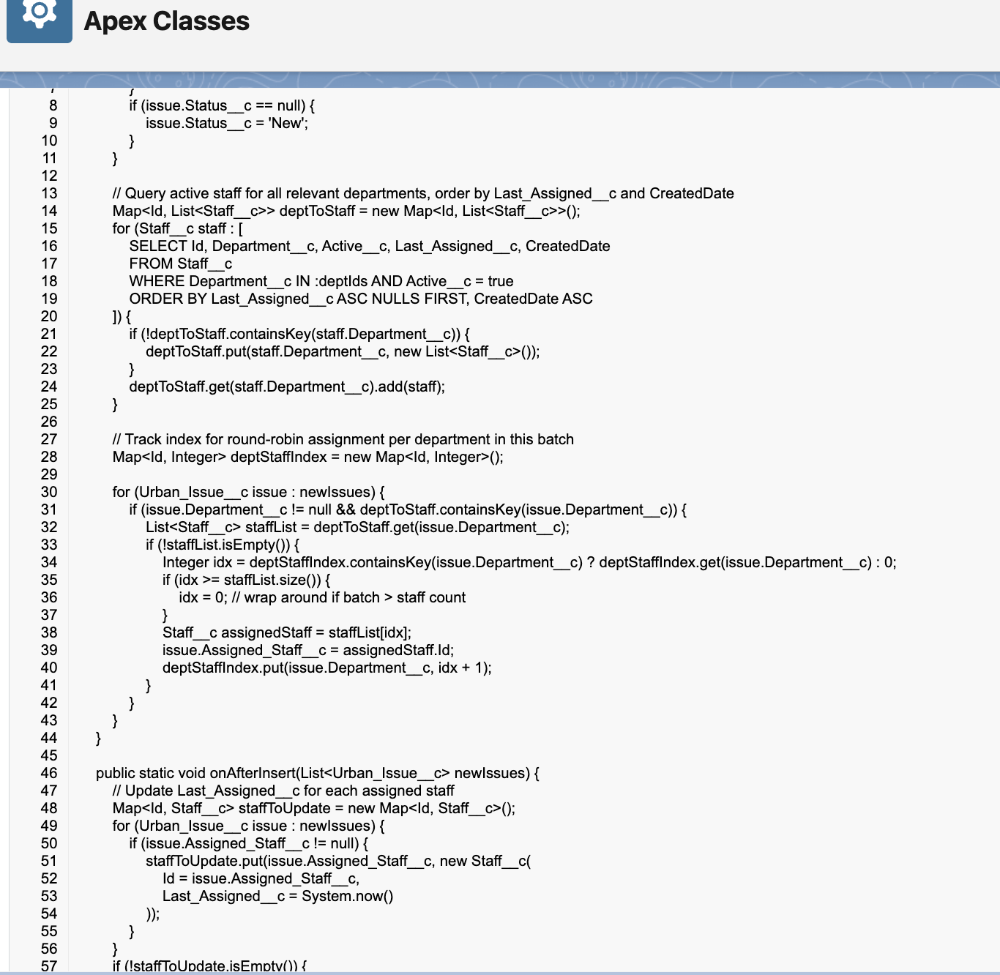 Apex Classes
7 }
8 if (issue.Status__c == null) {
9 issue.Status__c = 'New';
10 }
11 }
12
13 // Query active staff for all relevant departments, order by Last_Assigned__c and CreatedDate
14 Map<Id, List<Staff__c>> deptToStaff = new Map<Id, List<Staff__c>>();
15 for (Staff__c staff : [
16 SELECT Id, Department__c, Active__c, Last_Assigned__c, CreatedDate
17 FROM Staff__c
18 WHERE Department__c IN :deptIds AND Active__c = true
19 ORDER BY Last_Assigned__c ASC NULLS FIRST, CreatedDate ASC
20 ]) {
21 if (!deptToStaff.containsKey(staff.Department__c)) {
22 deptToStaff.put(staff.Department__c, new List<Staff__c>());
23 }
24 deptToStaff.get(staff.Department__c).add(staff);
25 }
26
27 // Track index for round-robin assignment per department in this batch
28 Map<Id, Integer> deptStaffIndex = new Map<Id, Integer>();
29
30 for (Urban_Issue__c issue : newIssues) {
31 if (issue.Department__c != null && deptToStaff.containsKey(issue.Department__c)) {
32 List<Staff__c> staffList = deptToStaff.get(issue.Department__c);
33 if (!staffList.isEmpty()) {
34 Integer idx = deptStaffIndex.containsKey(issue.Department__c) ? deptStaffIndex.get(issue.Department__c) : 0;
35 if (idx >= staffList.size()) {
36 idx = 0; // wrap around if batch > staff count
37 }
38 Staff__c assignedStaff = staffList[idx];
39 issue.Assigned_Staff__c = assignedStaff.Id;
40 deptStaffIndex.put(issue.Department__c, idx + 1);
41 }
42 }
43 }
44 }
45
46 public static void onAfterInsert(List<Urban_Issue__c> newIssues) {
47 // Update Last_Assigned__c for each assigned staff
48 Map<Id, Staff__c> staffToUpdate = new Map<Id, Staff__c>();
49 for (Urban_Issue__c issue : newIssues) {
50 if (issue.Assigned_Staff__c != null) {
51 staffToUpdate.put(issue.Assigned_Staff__c, new Staff__c(
52 Id = issue.Assigned_Staff__c,
53 Last_Assigned__c = System.now()
54 ));
55 }
56 }
57 if (!staffToUpdate.isEmpty()) {